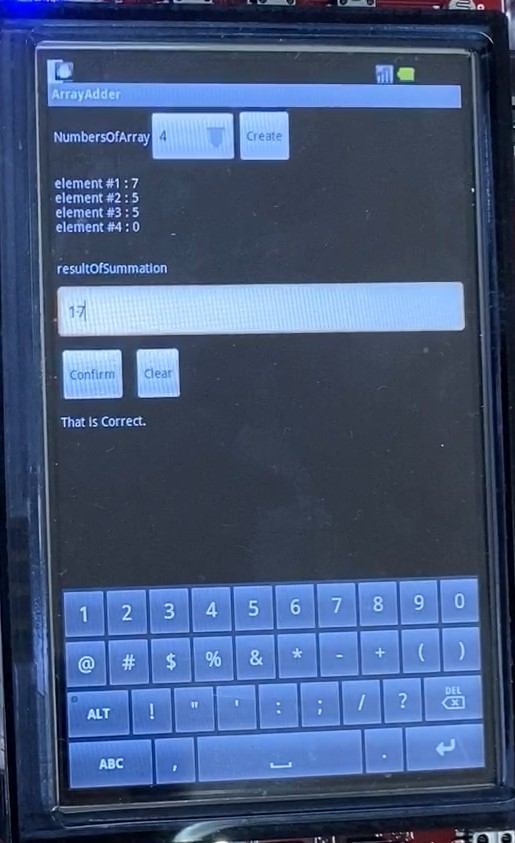 ArrayAdder
NumbersOfArray 4 Create
element #1 : 7
element #2 : 5
element #3 : 5
element #4 : 0
resultOfSummation
17
Confirm Clear
That is Correct.
1 2 3 4 5 6 7 8 9 0
@ # $ % & * - + ( )
ALT ! " ' : ; / ? DEL
ABC , .